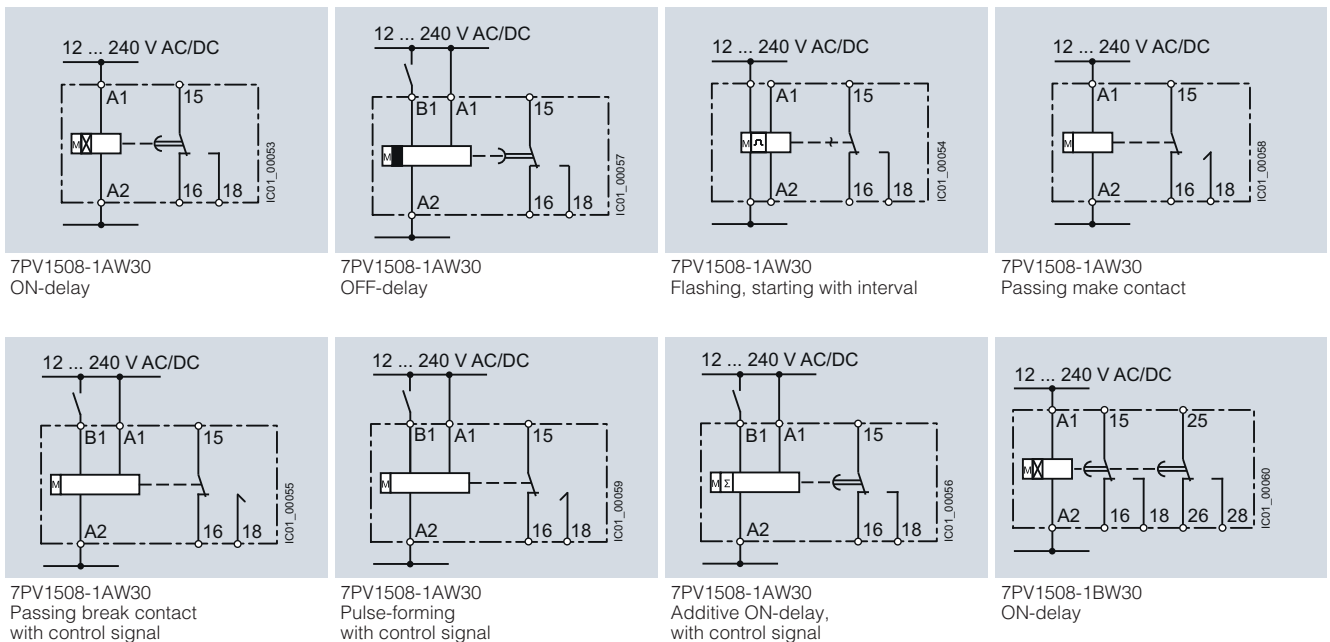 12 ... 240 V AC/DC
A1
15
M
A2
16
18
IC01_00053
7PV1508-1AW30
ON-delay
12 ... 240 V AC/DC
B1
A1
15
M
A2
16
18
IC01_00057
7PV1508-1AW30
OFF-delay
12 ... 240 V AC/DC
A1
15
M
A2
16
18
IC01_00054
7PV1508-1AW30
Flashing, starting with interval
12 ... 240 V AC/DC
A1
15
M
A2
16
18
IC01_00058
7PV1508-1AW30
Passing make contact
12 ... 240 V AC/DC
B1
A1
15
M
A2
16
18
IC01_00055
7PV1508-1AW30
Passing break contact
with control signal
12 ... 240 V AC/DC
B1
A1
15
M
A2
16
18
IC01_00059
7PV1508-1AW30
Pulse-forming
with control signal
12 ... 240 V AC/DC
B1
A1
15
M Σ
A2
16
18
IC01_00056
7PV1508-1AW30
Additive ON-delay,
with control signal
12 ... 240 V AC/DC
A1
15
25
M
A2
16
18
26
28
IC01_00060
7PV1508-1BW30
ON-delay